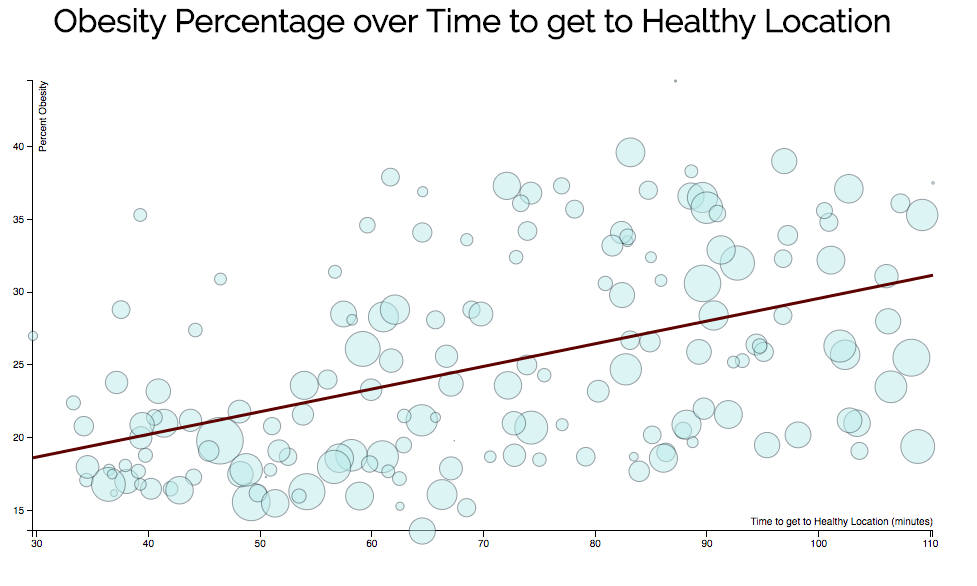 Obesity Percentage over Time to get to Healthy Location
Percent Obesity
40
35
30
25
20
15
Time to get to Healthy Location (minutes)
30 40 50 60 70 80 90 100 110